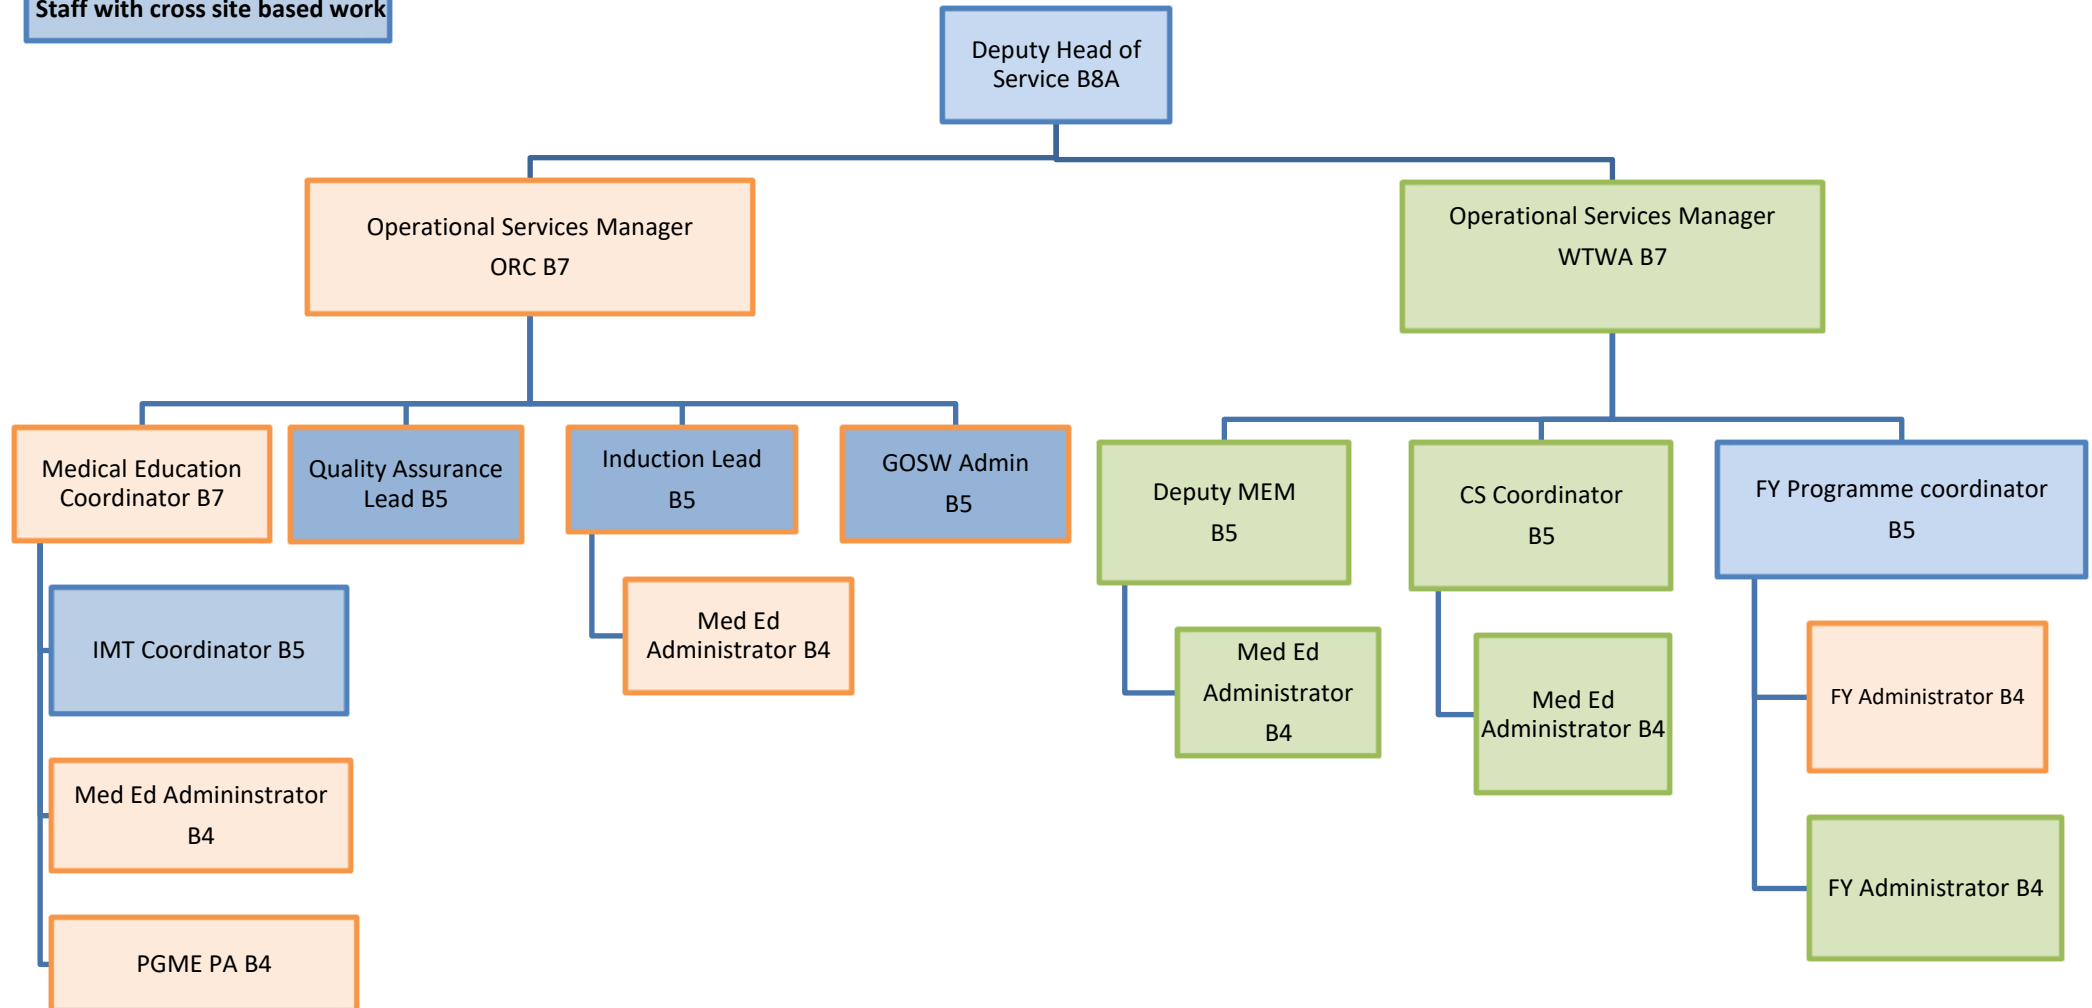 Staff with cross site based work
Deputy Head of
Service B8A
Operational Services Manager
ORC B7
Operational Services Manager
WTWA B7
Medical Education
Coordinator B7
Quality Assurance
Lead B5
Induction Lead
B5
GOSW Admin
B5
Deputy MEM
B5
CS Coordinator
B5
FY Programme coordinator
B5
IMT Coordinator B5
Med Ed Admininstrator
B4
PGME PA B4
Med Ed
Administrator B4
Med Ed
Administrator
B4
Med Ed
Administrator B4
FY Administrator B4
FY Administrator B4